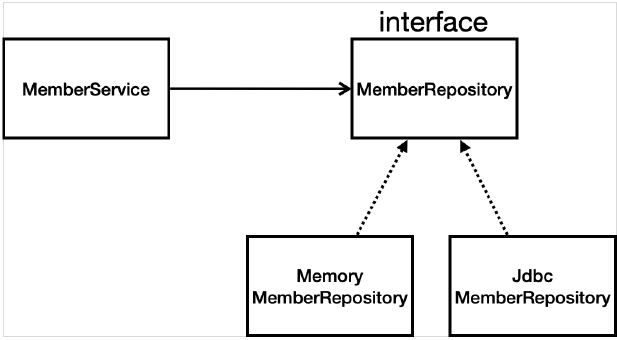 interface
MemberService
MemberRepository
Memory
MemberRepository
Jdbc
MemberRepository